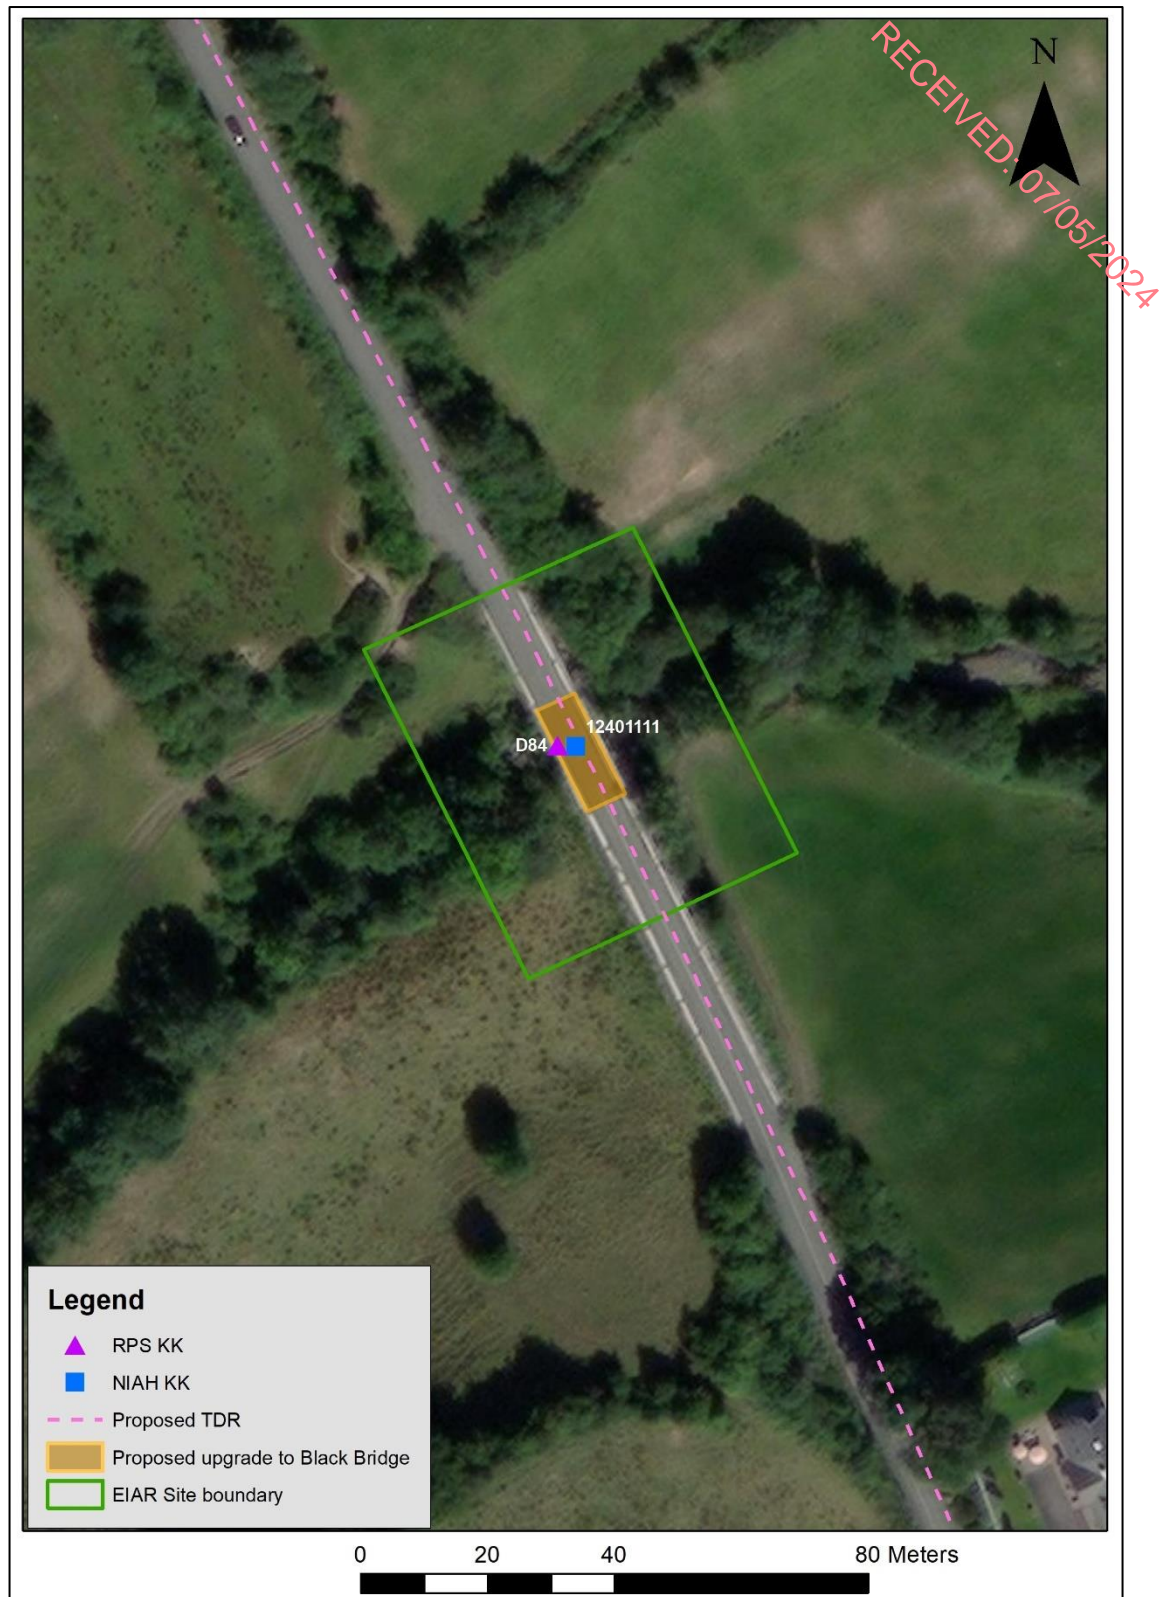 RECEIVED: 07/05/2024
N
12401111
D84
Legend
RPS KK
NIAH KK
Proposed TDR
Proposed upgrade to Black Bridge
EIAR Site boundary
0 20 40 80 Meters